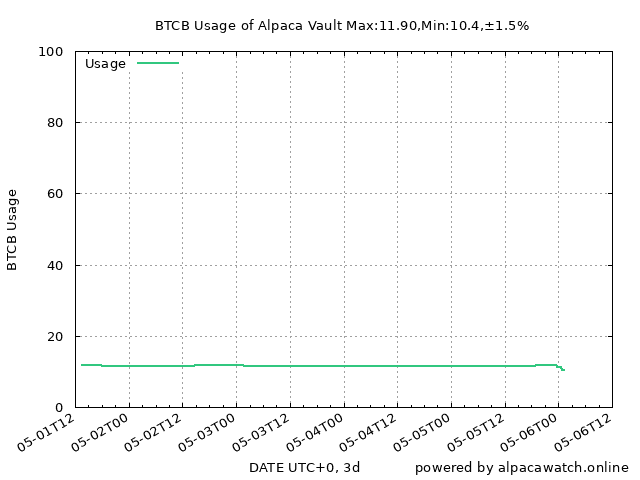 BTCB Usage of Alpaca Vault Max:11.90,Min:10.4,±1.5%
Usage
100
80
60
40
20
0
BTCB Usage
05-01T12
05-02T00
05-02T12
05-03T00
05-03T12
05-04T00
05-04T12
05-05T00
05-05T12
05-06T00
05-06T12
DATE UTC+0, 3d
powered by alpacawatch.online